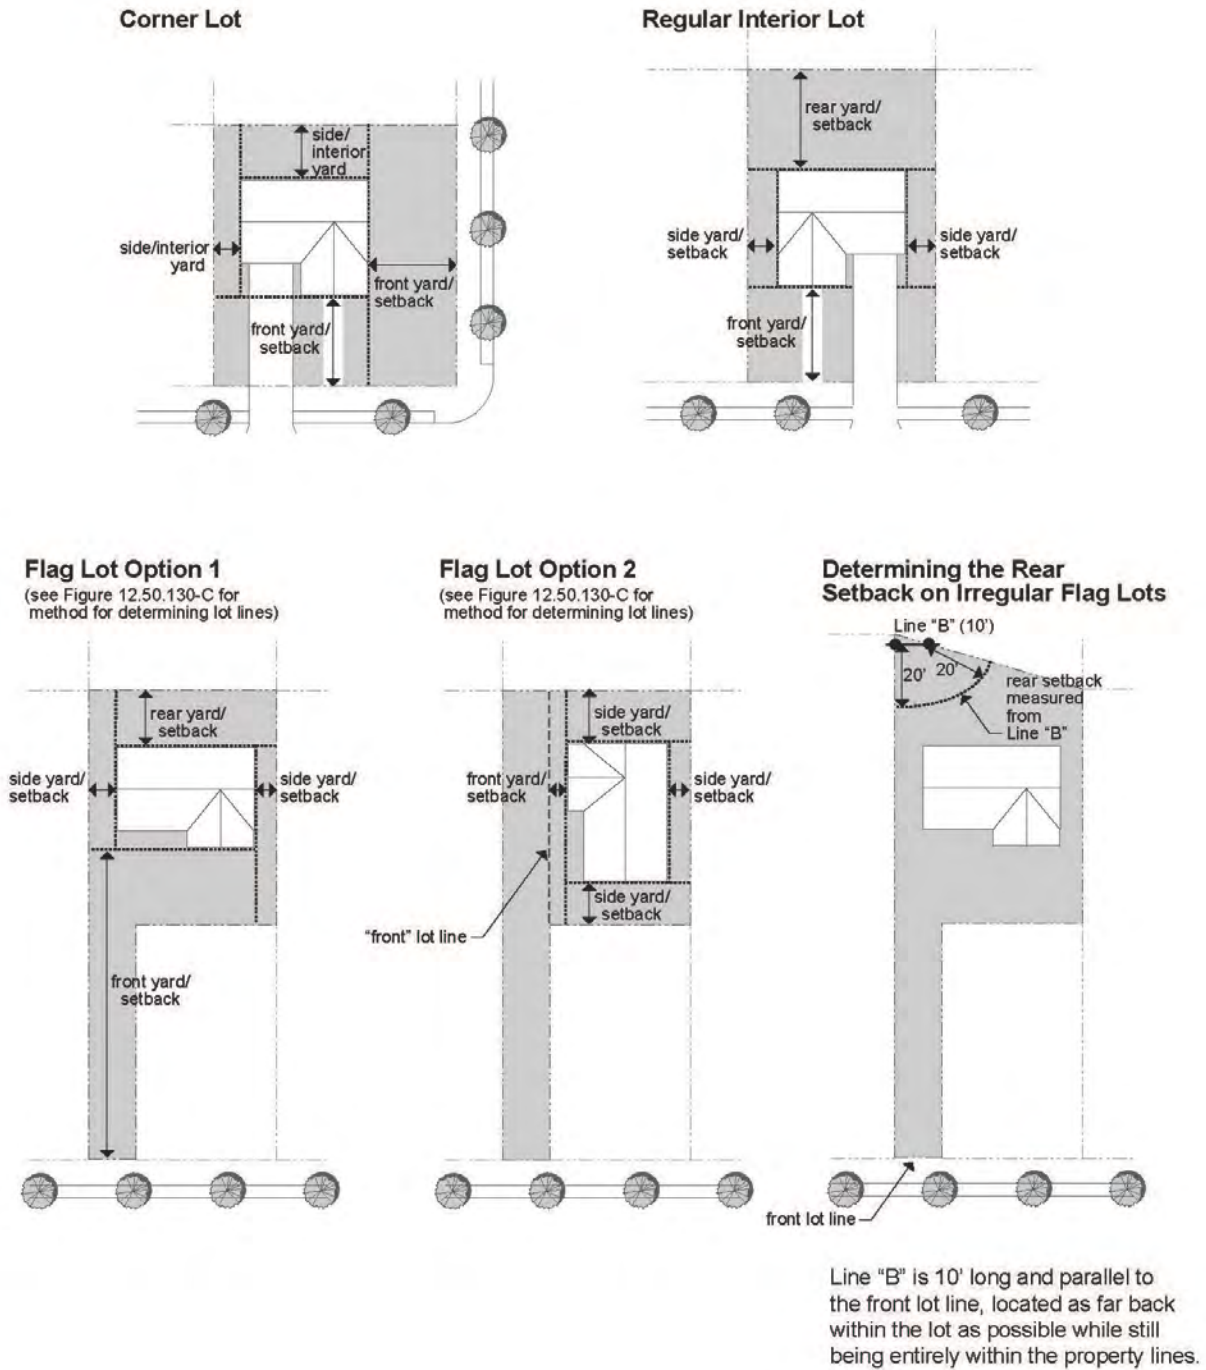 Corner Lot
side/
interior
yard
side/interior
yard
front yard/
setback
front yard/
setback
Regular Interior Lot
rear yard/
setback
side yard/
setback
side yard/
setback
front yard/
setback
Flag Lot Option 1
(see Figure 12.50.130-C for
method for determining lot lines)
rear yard/
setback
side yard/
setback
side yard/
setback
front yard/
setback
Flag Lot Option 2
(see Figure 12.50.130-C for
method for determining lot lines)
side yard/
setback
front yard/
setback
side yard/
setback
side yard/
setback
"front" lot line
Determining the Rear
Setback on Irregular Flag Lots
Line "B" (10')
20'
20'
rear setback
measured
from
Line "B"
front lot line
Line "B" is 10' long and parallel to
the front lot line, located as far back
within the lot as possible while still
being entirely within the property lines.